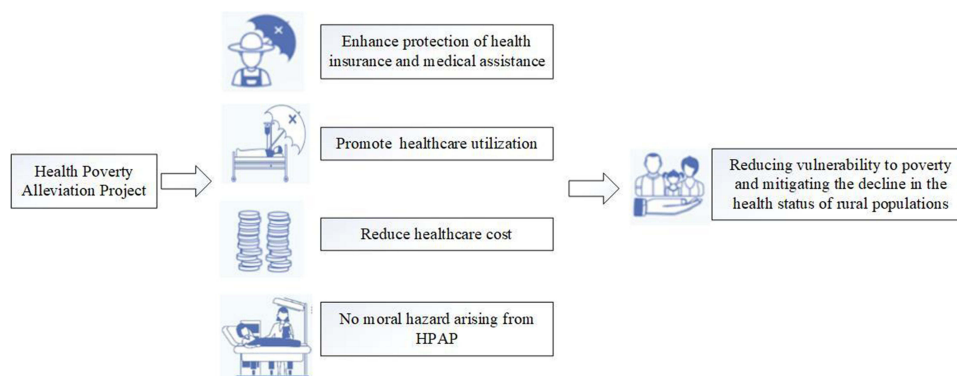 Health Poverty
Alleviation Project
Enhance protection of health
insurance and medical assistance
Promote healthcare utilization
Reduce healthcare cost
No moral hazard arising from
HPAP
Reducing vulnerability to poverty
and mitigating the decline in the
health status of rural populations